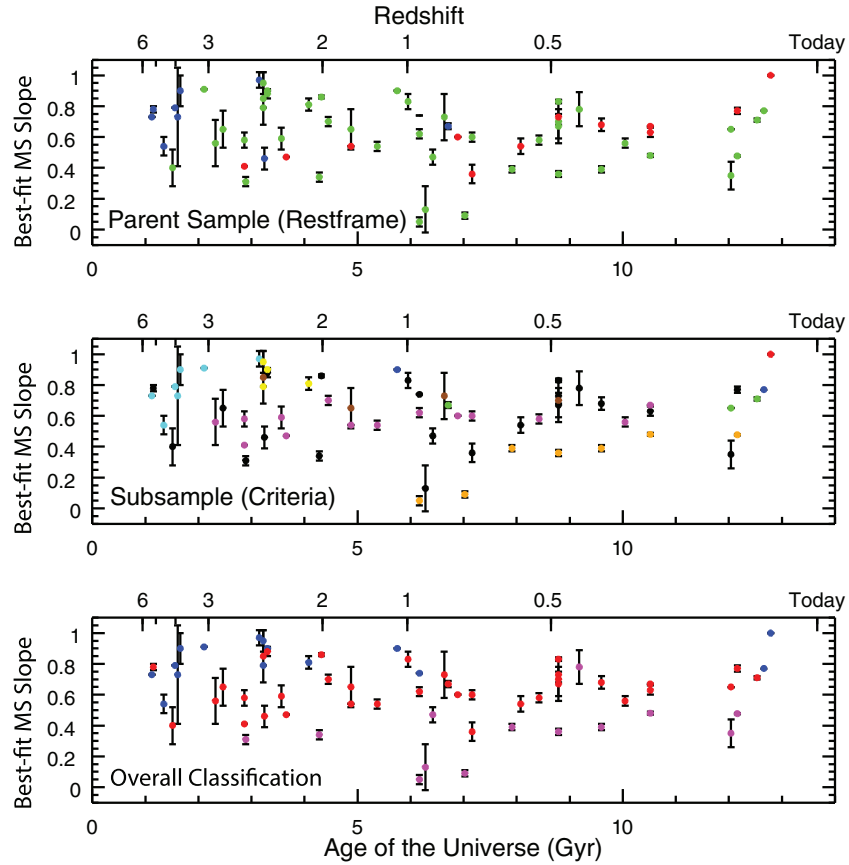 Redshift
6 3 2 1 0.5 Today
1
0.8
0.6
0.4
0.2
0
Best-fit MS Slope
Parent Sample (Restframe)
0 5 10
6 3 2 1 0.5 Today
1
0.8
0.6
0.4
0.2
0
Best-fit MS Slope
Subsample (Criteria)
0 5 10
6 3 2 1 0.5 Today
1
0.8
0.6
0.4
0.2
0
Best-fit MS Slope
Overall Classification
0 5 10
Age of the Universe (Gyr)